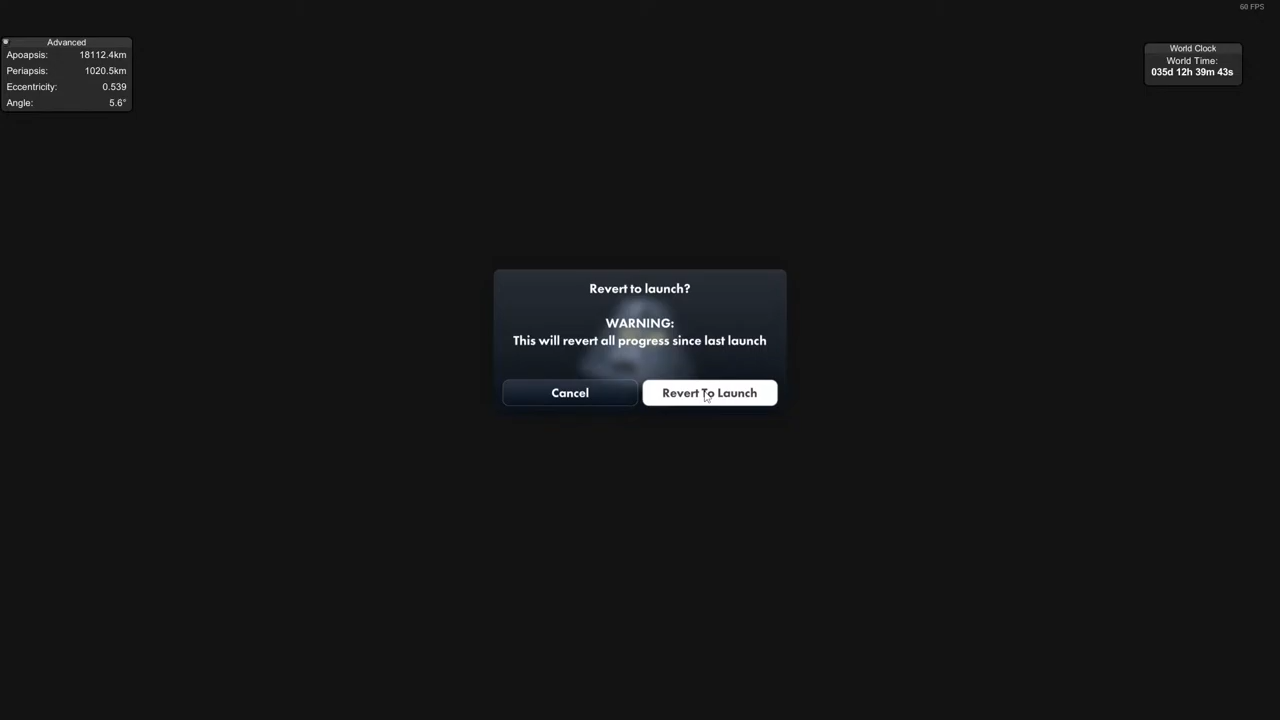 60 FPS
Advanced
Apoapsis: 18112.4km
Periapsis: 1020.5km
Eccentricity: 0.539
Angle: 5.6°
World Clock
World Time:
035d 12h 39m 43s
Revert to launch?
WARNING:
This will revert all progress since last launch
Cancel
Revert To Launch